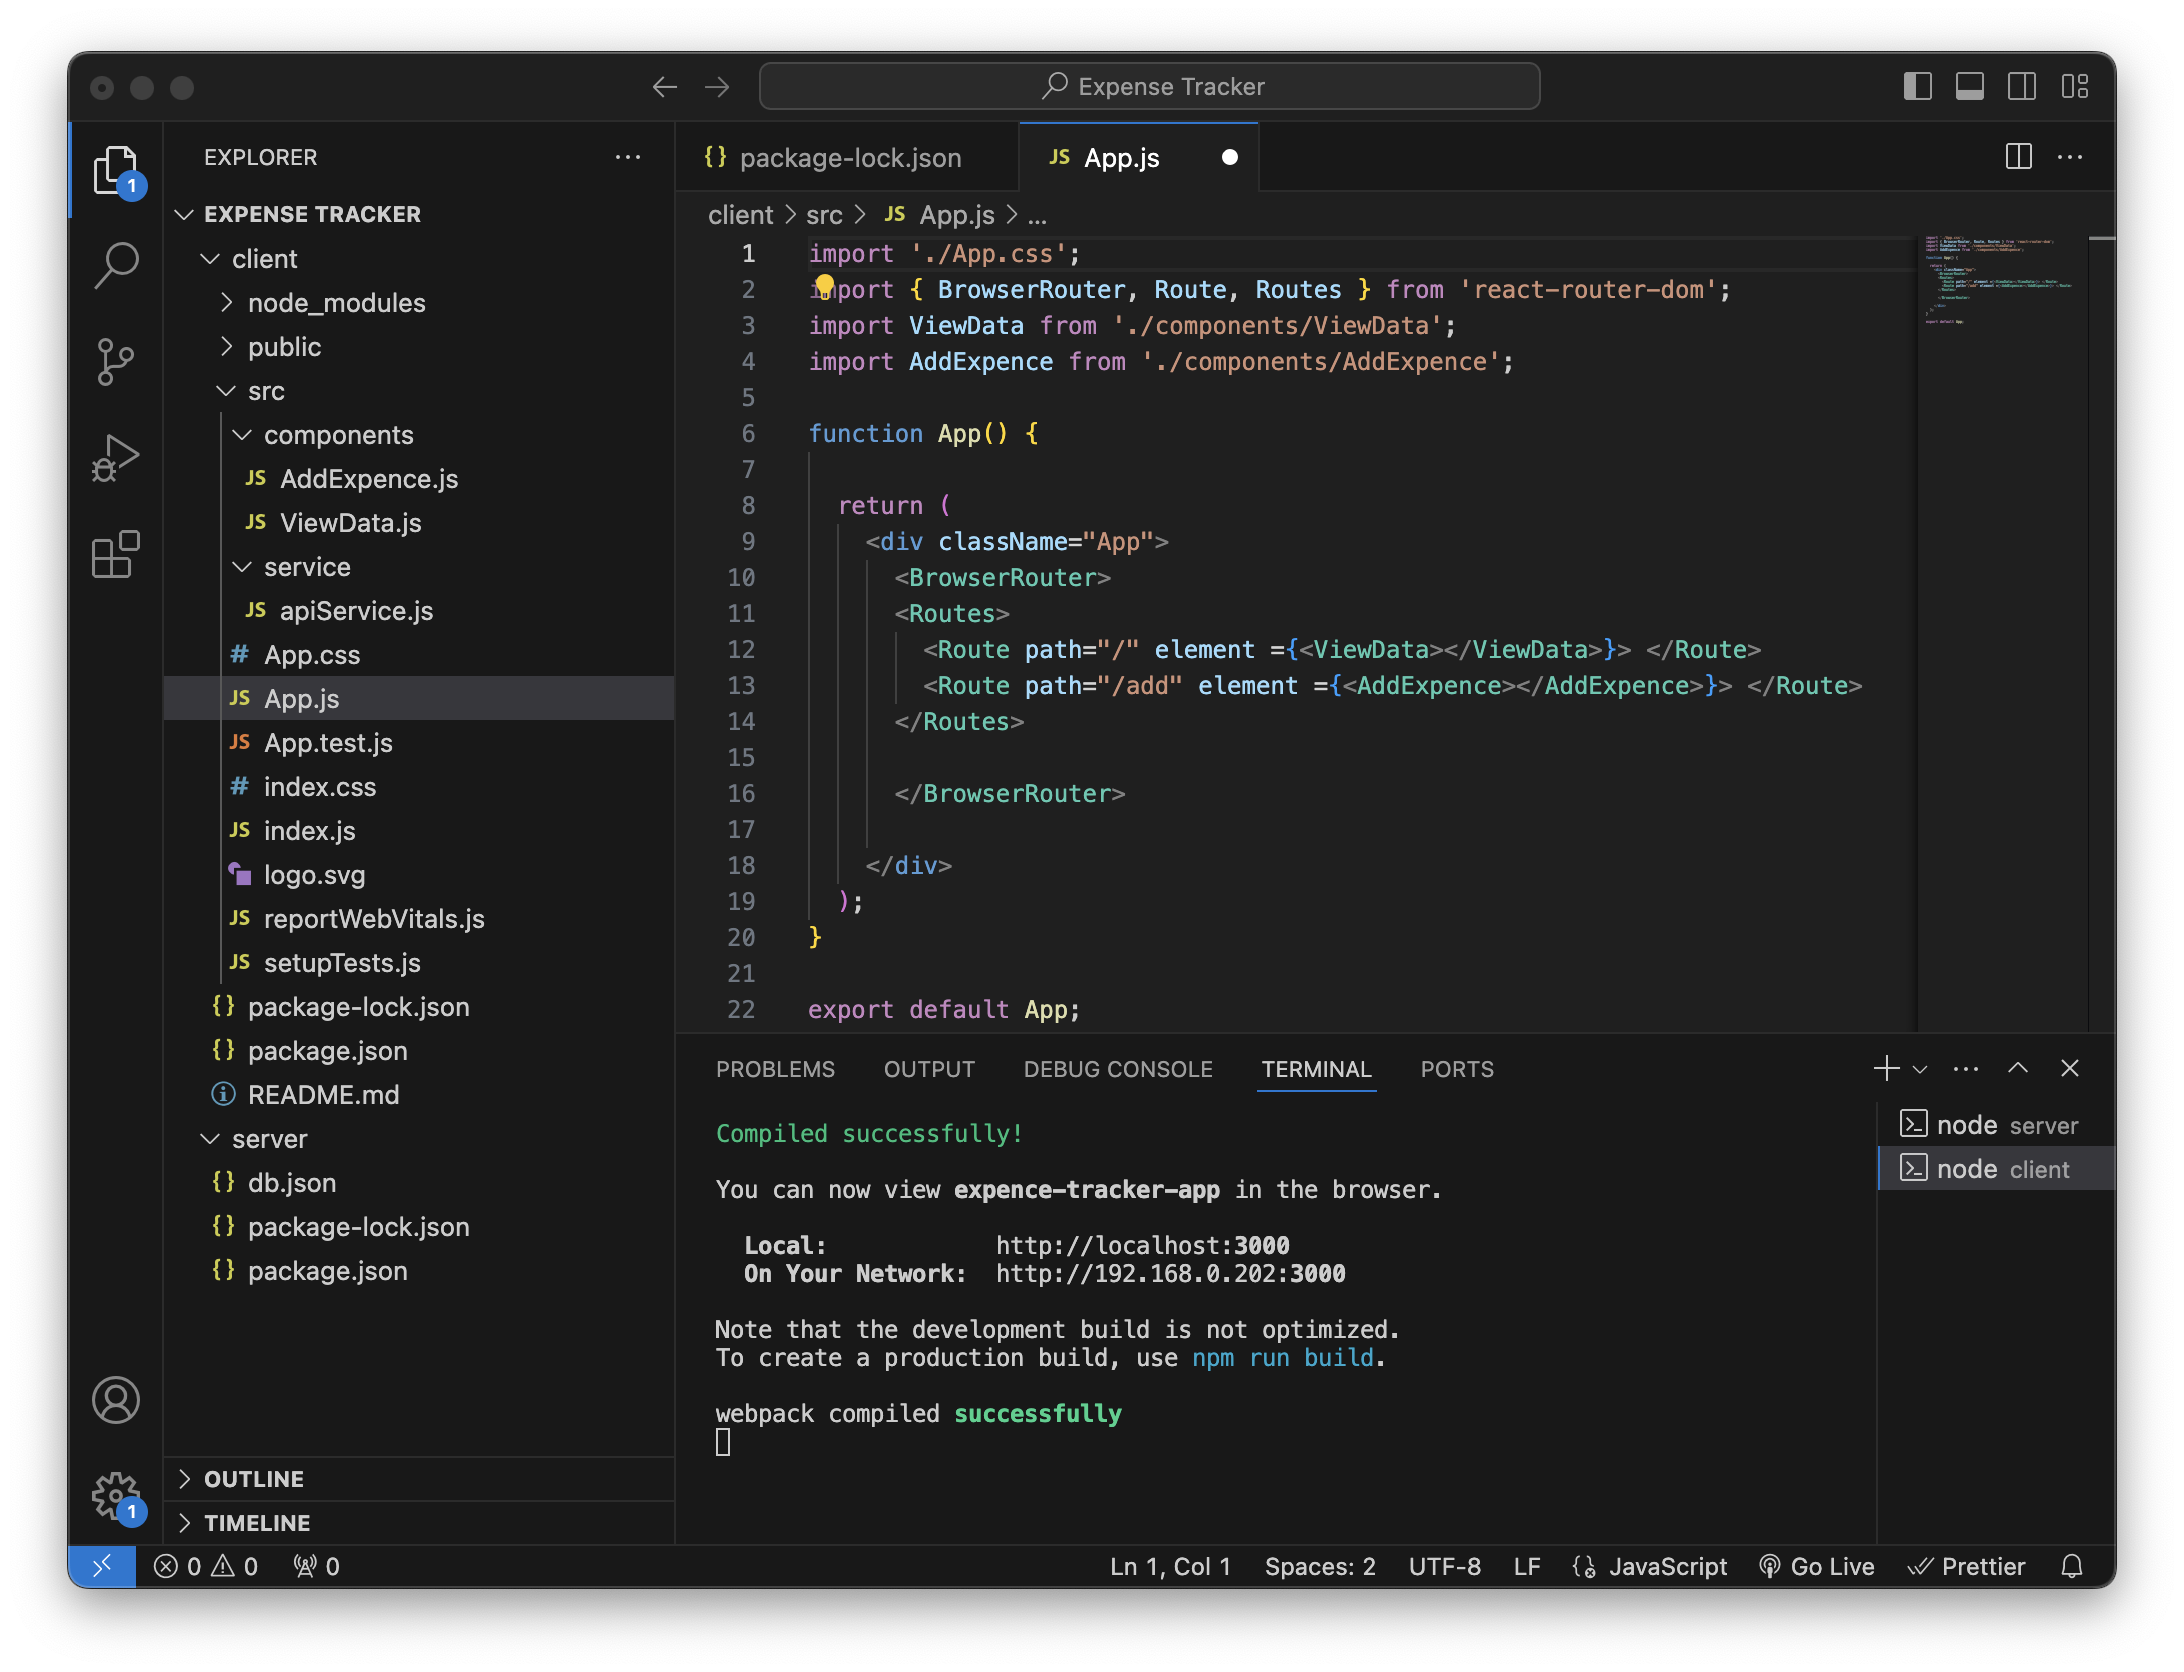 Expense Tracker
EXPLORER
1
EXPENSE TRACKER
client
node_modules
public
src
components
JS AddExpence.js
JS ViewData.js
service
JS apiService.js
# App.css
JS App.js
JS App.test.js
# index.css
JS index.js
logo.svg
JS reportWebVitals.js
JS setupTests.js
{} package-lock.json
{} package.json
README.md
server
{} db.json
{} package-lock.json
{} package.json
OUTLINE
TIMELINE
1
{} package-lock.json
JS App.js
client > src > JS App.js > ...
1 import './App.css';
2 import { BrowserRouter, Route, Routes } from 'react-router-dom';
3 import ViewData from './components/ViewData';
4 import AddExpence from './components/AddExpence';
5
6 function App() {
7
8 return (
9 <div className="App">
10 <BrowserRouter>
11 <Routes>
12 <Route path="/" element ={<ViewData></ViewData>}> </Route>
13 <Route path="/add" element ={<AddExpence></AddExpence>}> </Route>
14 </Routes>
15
16 </BrowserRouter>
17
18 </div>
19 );
20 }
21
22 export default App;
PROBLEMS OUTPUT DEBUG CONSOLE TERMINAL PORTS
Compiled successfully!
You can now view expence-tracker-app in the browser.
Local: http://localhost:3000
On Your Network: http://192.168.0.202:3000
Note that the development build is not optimized.
To create a production build, use npm run build.
webpack compiled successfully
node server
node client
0 0 0 Ln 1, Col 1 Spaces: 2 UTF-8 LF JavaScript Go Live Prettier